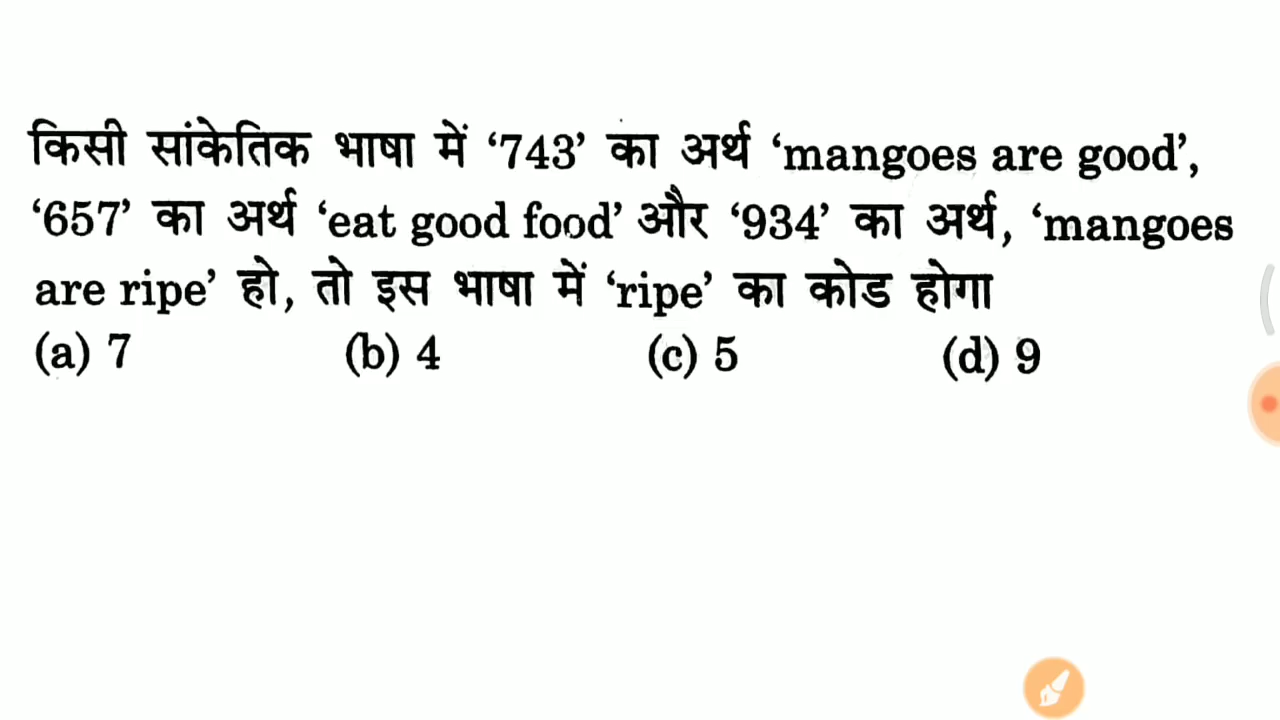 किसी सांकेतिक भाषा में ‘743’ का अर्थ ‘mangoes are good’,
‘657’ का अर्थ ‘eat good food’ और ‘934’ का अर्थ, ‘mangoes
are ripe’ हो, तो इस भाषा में ‘ripe’ का कोड होगा
(a) 7 (b) 4 (c) 5 (d) 9